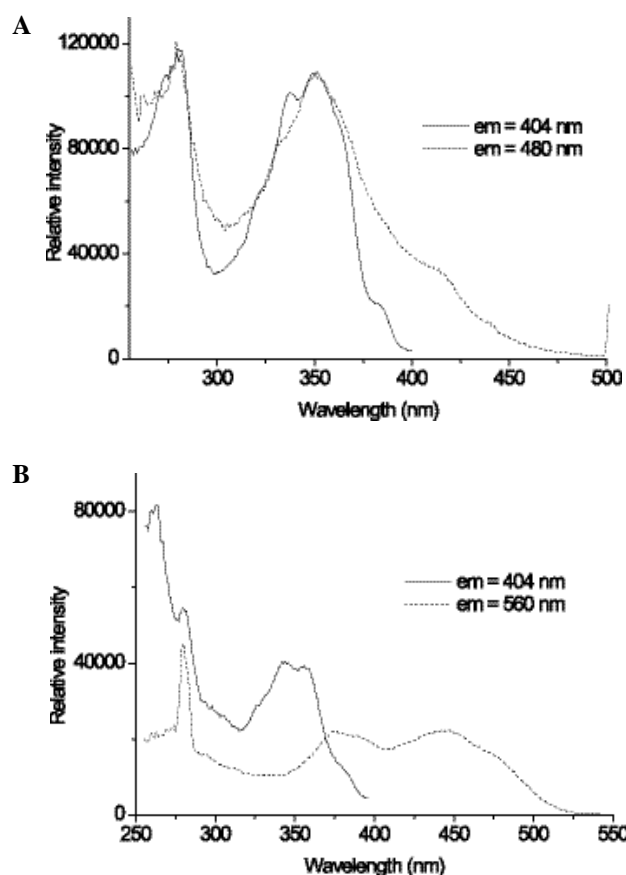 A
120000
80000
40000
0
Relative intensity
em = 404 nm
em = 480 nm
300 350 400 450 500
Wavelength (nm)
B
80000
40000
0
Relative intensity
em = 404 nm
em = 560 nm
250 300 350 400 450 500 550
Wavelength (nm)